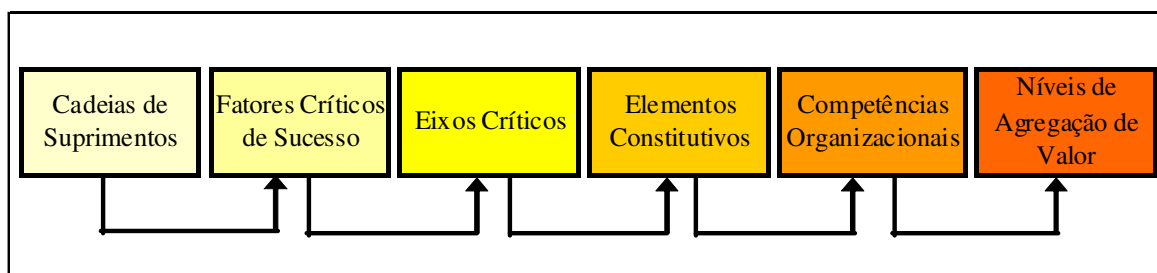 Cadeias de
Suprimentos
Fatores Críticos
de Sucesso
Eixos Críticos
Elementos
Constitutivos
Competências
Organizacionais
Níveis de
Agregação de
Valor